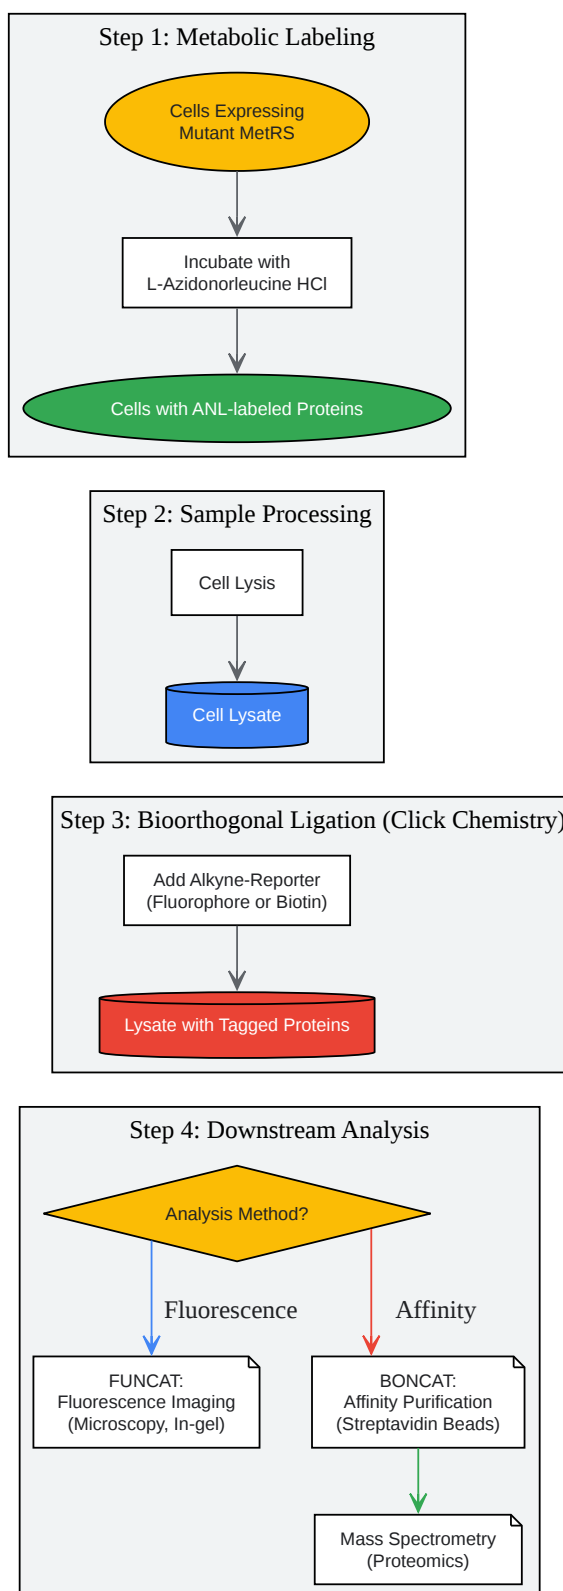 Step 1: Metabolic Labeling
Cells Expressing
Mutant MetRS
Incubate with
L-Azidonorleucine HCl
Cells with ANL-labeled Proteins
Step 2: Sample Processing
Cell Lysis
Cell Lysate
Step 3: Bioorthogonal Ligation (Click Chemistry)
Add Alkyne-Reporter
(Fluorophore or Biotin)
Lysate with Tagged Proteins
Step 4: Downstream Analysis
Analysis Method?
Fluorescence
Affinity
FUNCAT:
Fluorescence Imaging
(Microscopy, In-gel)
BONCAT:
Affinity Purification
(Streptavidin Beads)
Mass Spectrometry
(Proteomics)